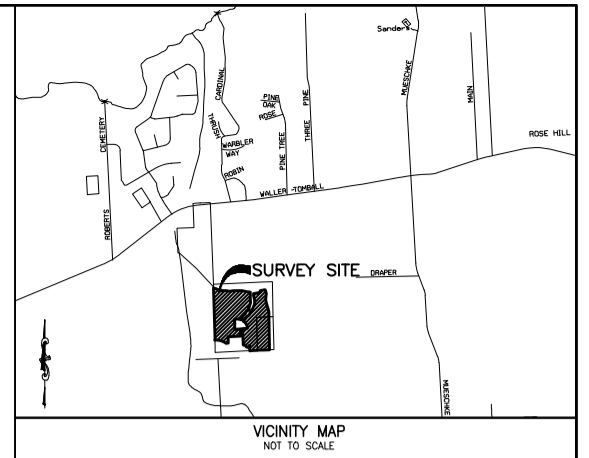 Sanders
CARDINAL
MUESCHKE
MAIN
PINE
OAK
ROSE
THREE PINE
CEMETERY
THRUSH
WARBLER
WAY
PINE TREE
ROSE HILL
ROBIN
WALLER -TOMBALL
ROBERTS
SURVEY SITE
DRAPER
MUESCHKE
VICINITY MAP
NOT TO SCALE